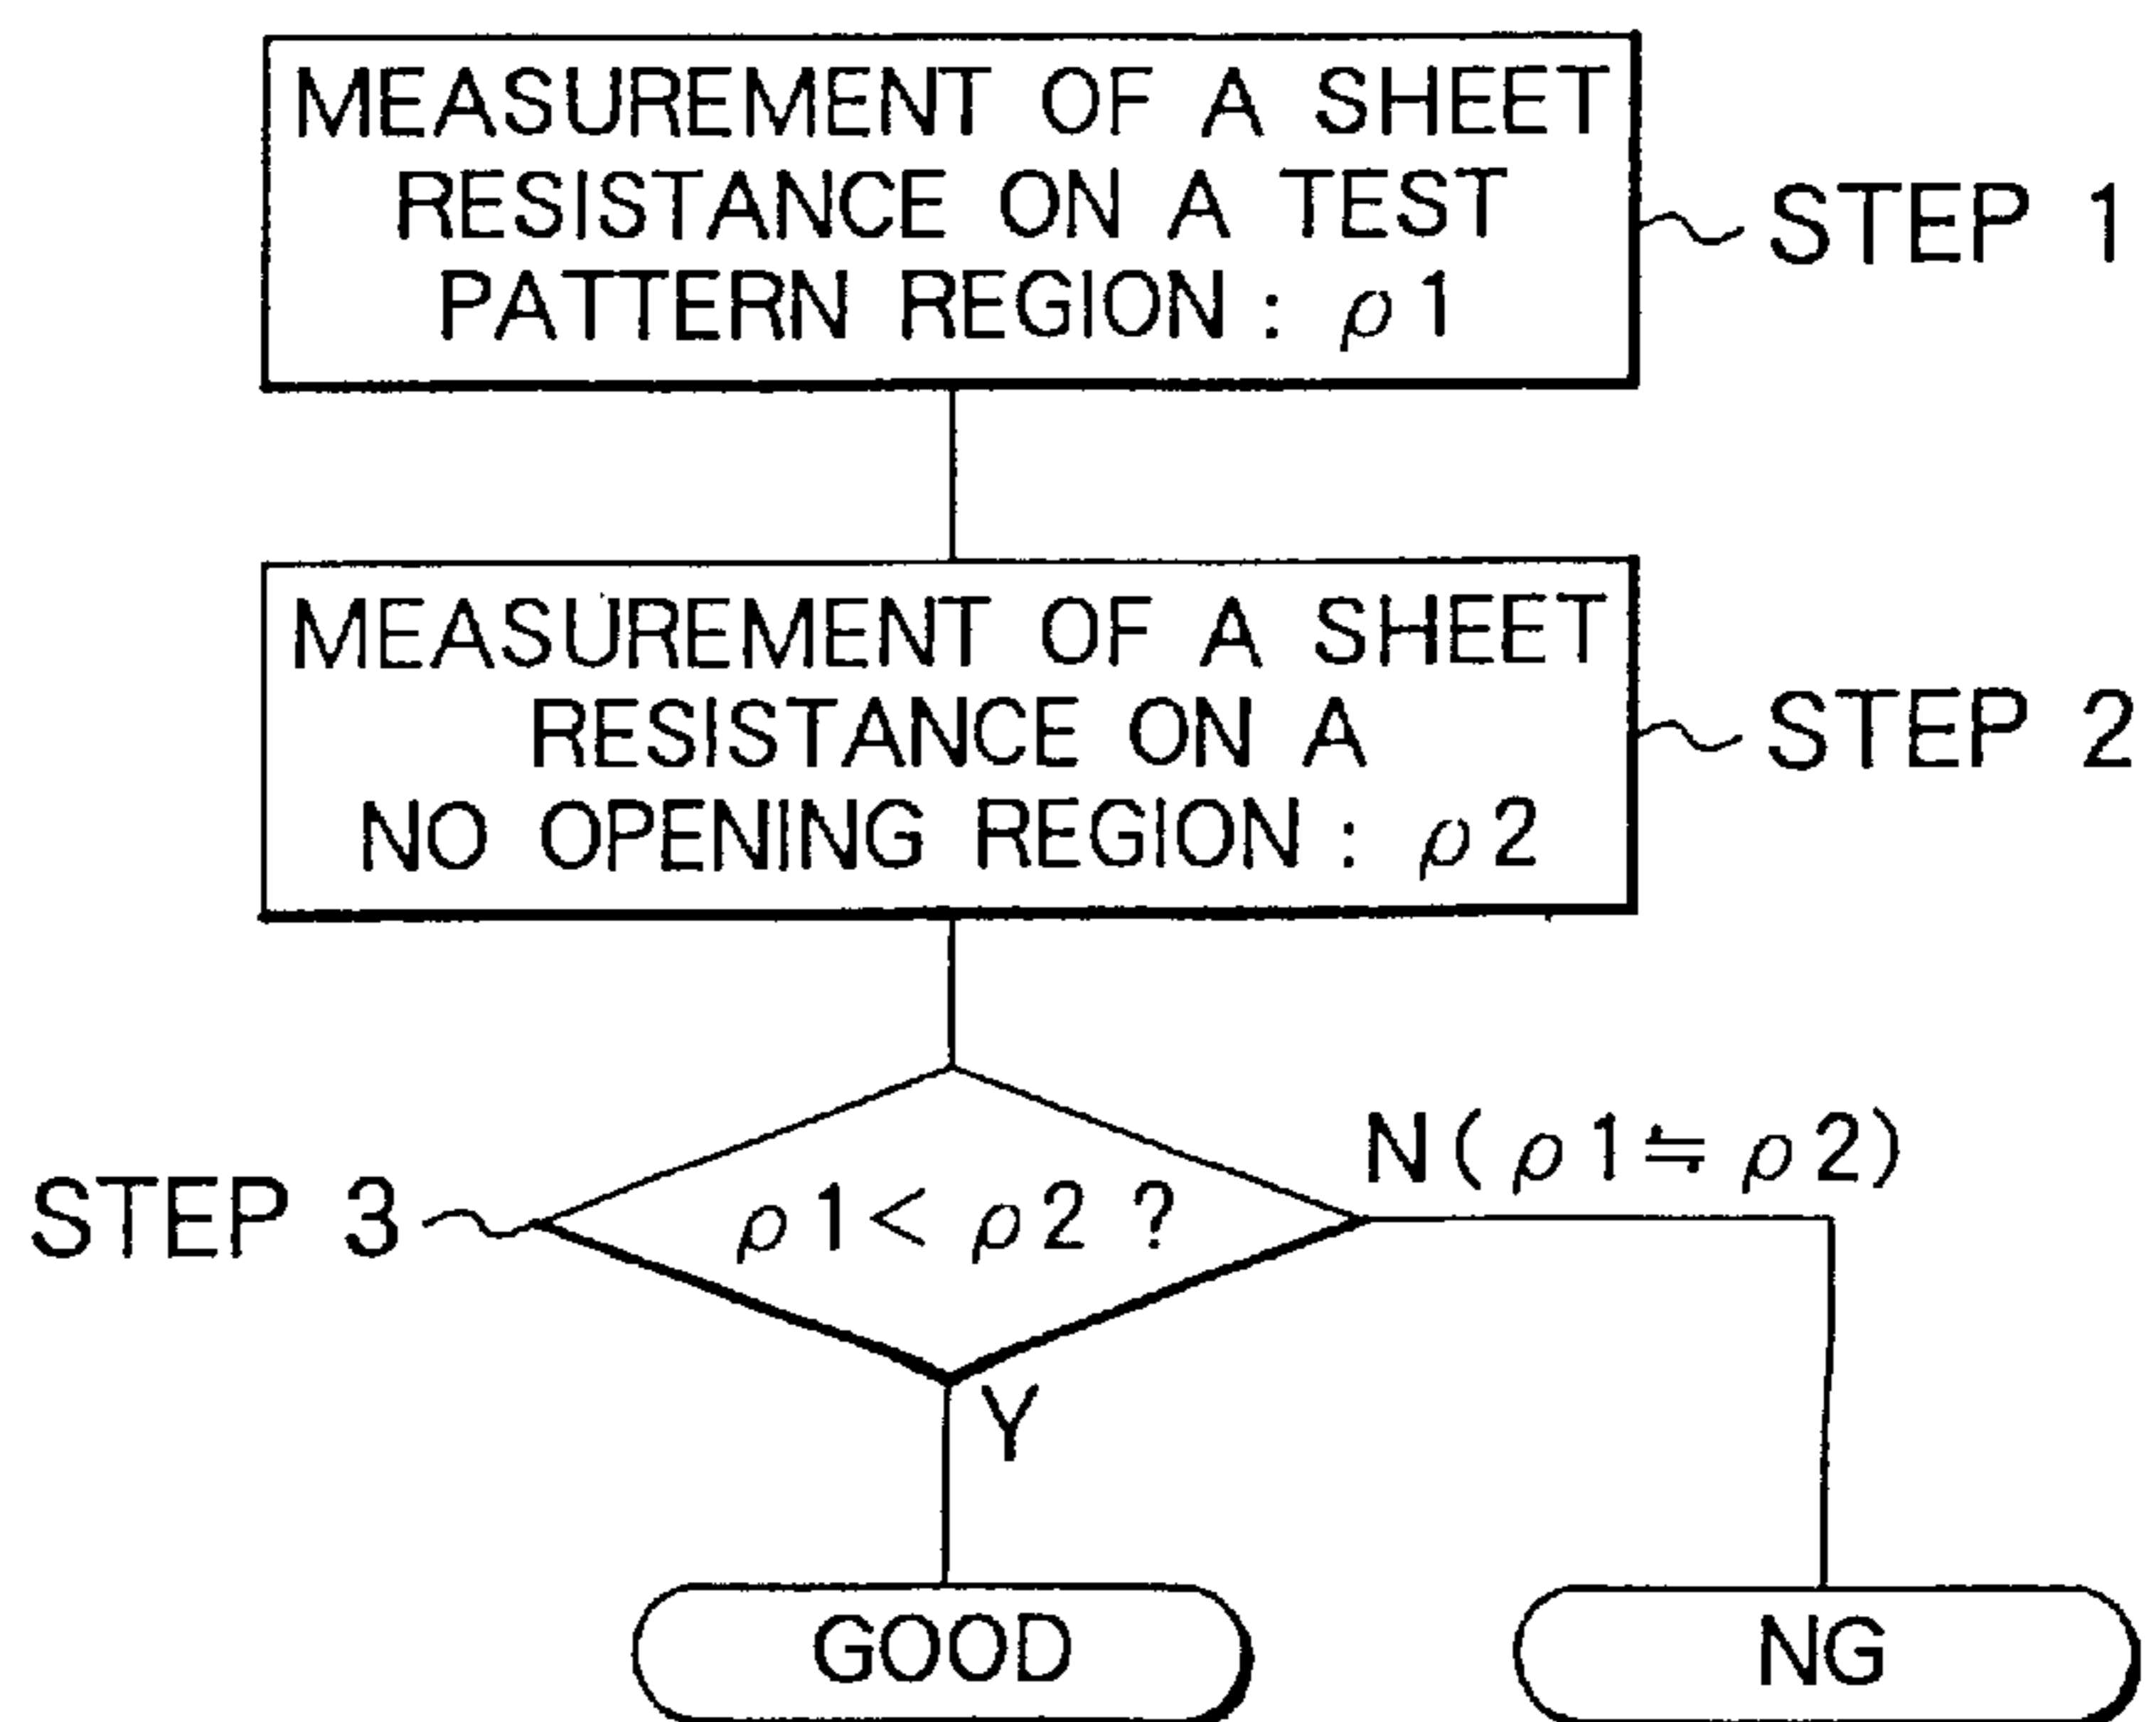 MEASUREMENT OF A SHEET
RESISTANCE ON A TEST
PATTERN REGION : ρ1
STEP 1
MEASUREMENT OF A SHEET
RESISTANCE ON A
NO OPENING REGION : ρ2
STEP 2
N(ρ1≒ρ2)
STEP 3
ρ1< ρ2 ?
Y
GOOD
NG